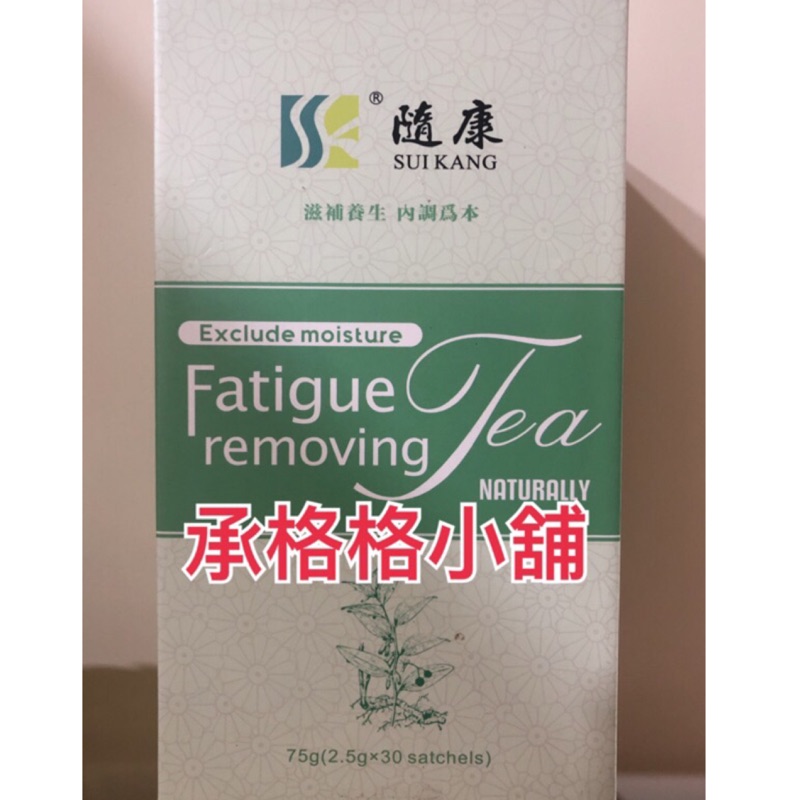 ®
隨康
SUI KANG
滋補養生 內調爲本
Exclude moisture
Fatigue
removing
Tea
NATURALLY
承格格小舖
75g(2.5g×30 satchels)